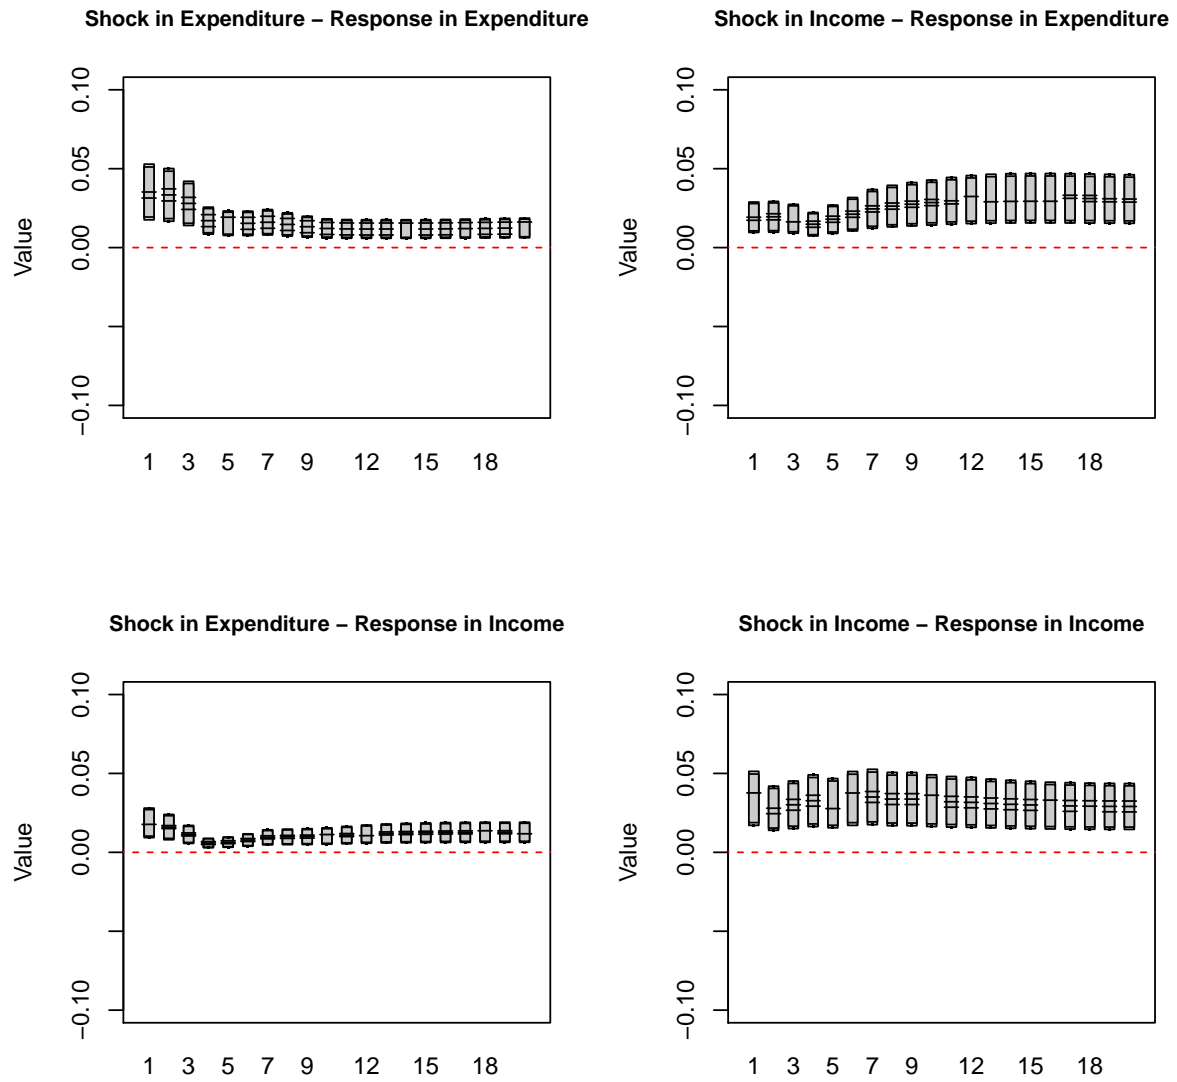 Shock in Expenditure – Response in Expenditure
Value
0.10
0.05
0.00
−0.10
1 3 5 7 9 12 15 18
Shock in Income – Response in Expenditure
Value
0.10
0.05
0.00
−0.10
1 3 5 7 9 12 15 18
Shock in Expenditure – Response in Income
Value
0.10
0.05
0.00
−0.10
1 3 5 7 9 12 15 18
Shock in Income – Response in Income
Value
0.10
0.05
0.00
−0.10
1 3 5 7 9 12 15 18